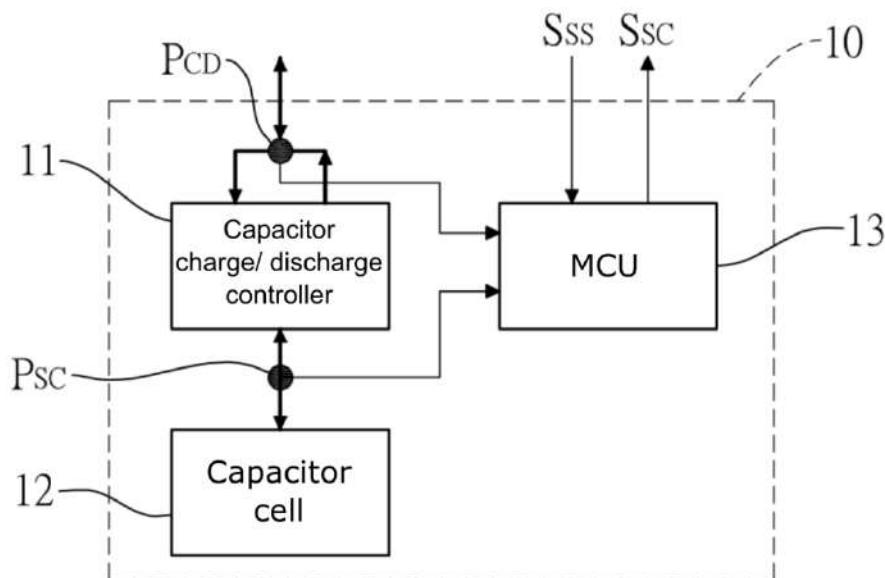 SSS SSC
10
PCD
11
Capacitor
charge/ discharge
controller
MCU
13
PSC
Capacitor
cell
12